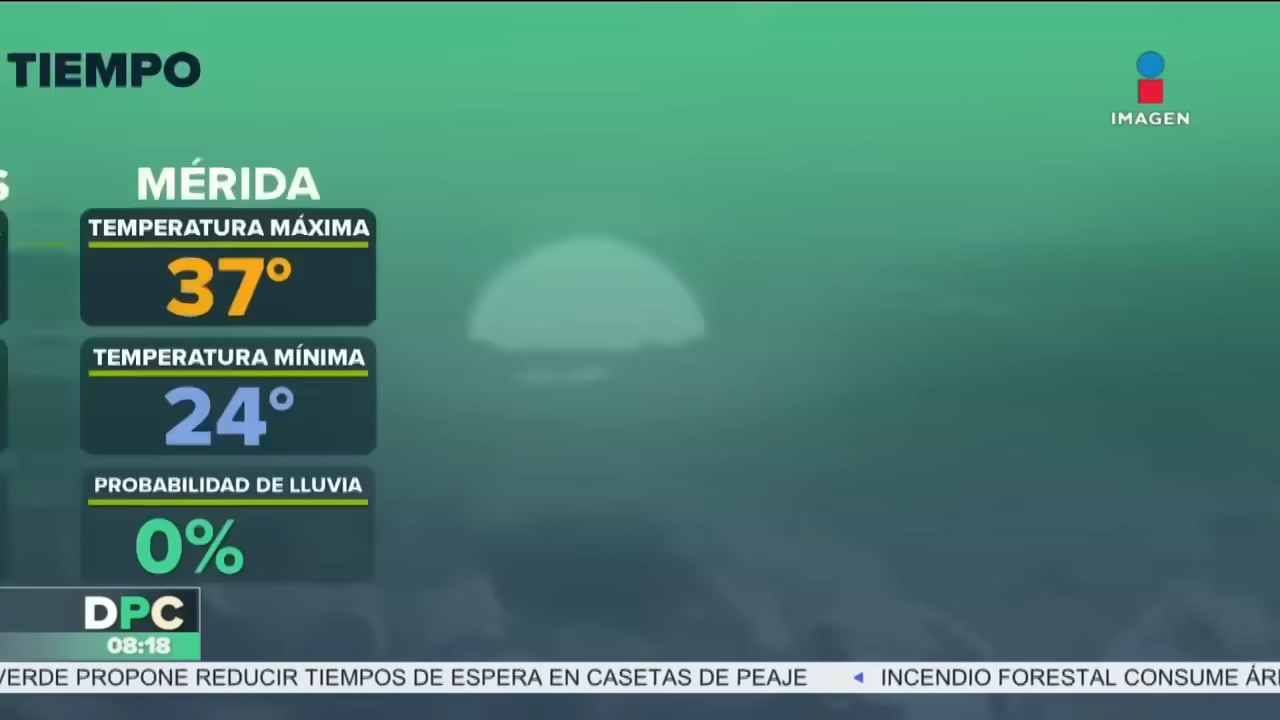 TIEMPO
IMAGEN
MÉRIDA
TEMPERATURA MÁXIMA
37°
TEMPERATURA MÍNIMA
24°
PROBABILIDAD DE LLUVIA
0%
DPC
08:18
VERDE PROPONE REDUCIR TIEMPOS DE ESPERA EN CASETAS DE PEAJE
INCENDIO FORESTAL CONSUME